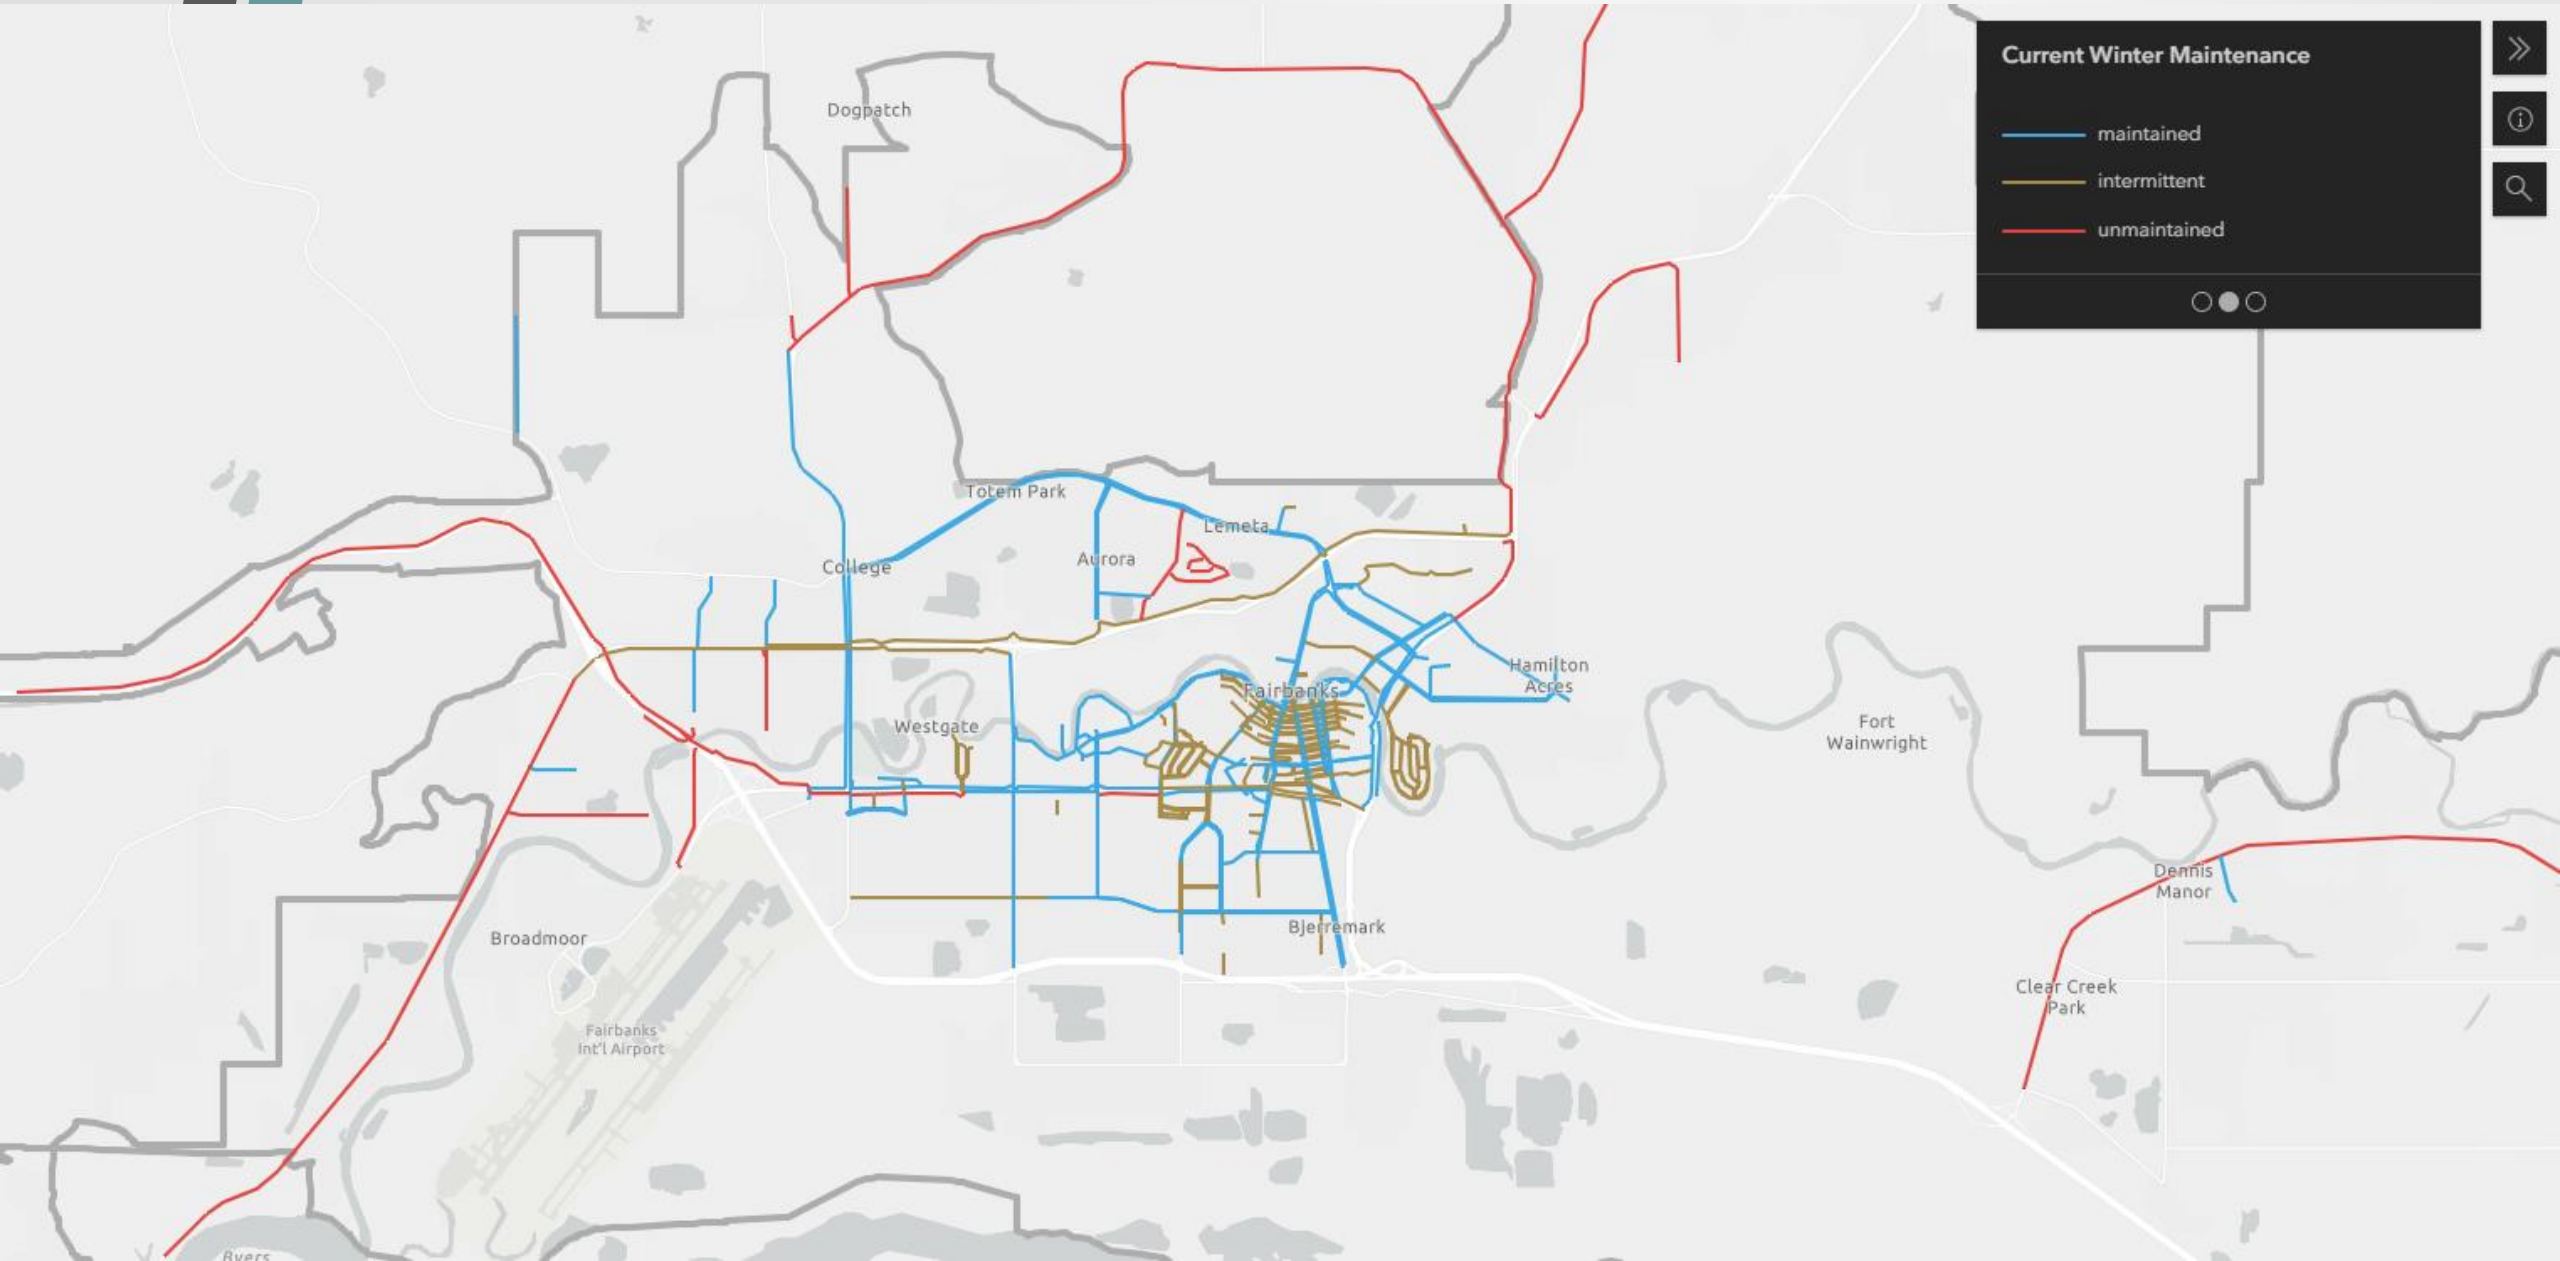 Current Winter Maintenance
maintained
intermittent
unmaintained
Dogpatch
Totem Park
Lemeta
College
Aurora
Hamilton
Acres
Fairbanks
Westgate
Fort
Wainwright
Dennis
Manor
Bjerremark
Broadmoor
Clear Creek
Park
Fairbanks
Int'l Airport
Byers